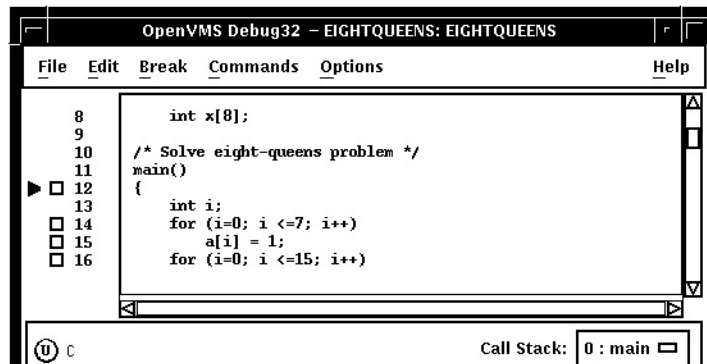 OpenVMS Debug32 – EIGHTQUEENS: EIGHTQUEENS
File Edit Break Commands Options Help
8 int x[8];
9
10 /* Solve eight-queens problem */
11 main()
12 {
13 int i;
14 for (i=0; i <=7; i++)
15 a[i] = 1;
16 for (i=0; i <=15; i++)
U C Call Stack: 0 : main